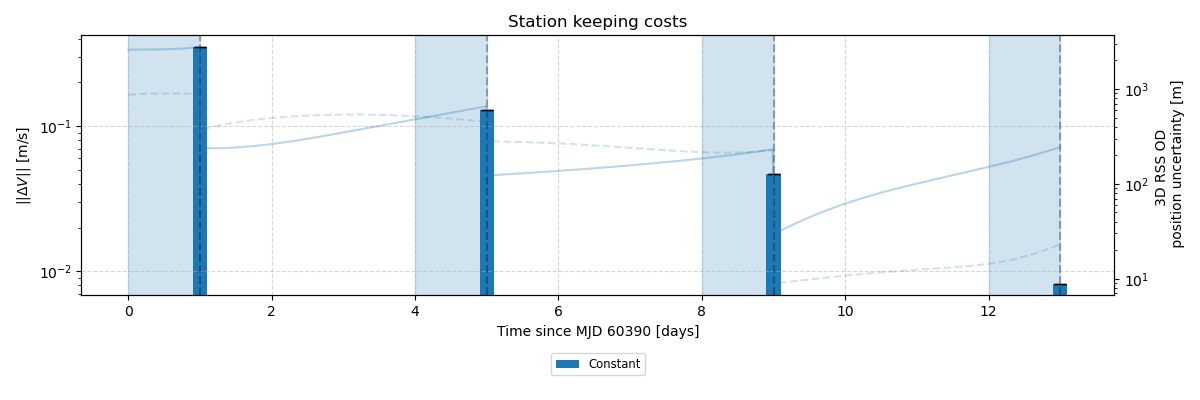 Station keeping costs
||ΔV|| [m/s]
10⁻¹
10⁻²
10³
10²
10¹
3D RSS OD
position uncertainty [m]
0 2 4 6 8 10 12
Time since MJD 60390 [days]
Constant